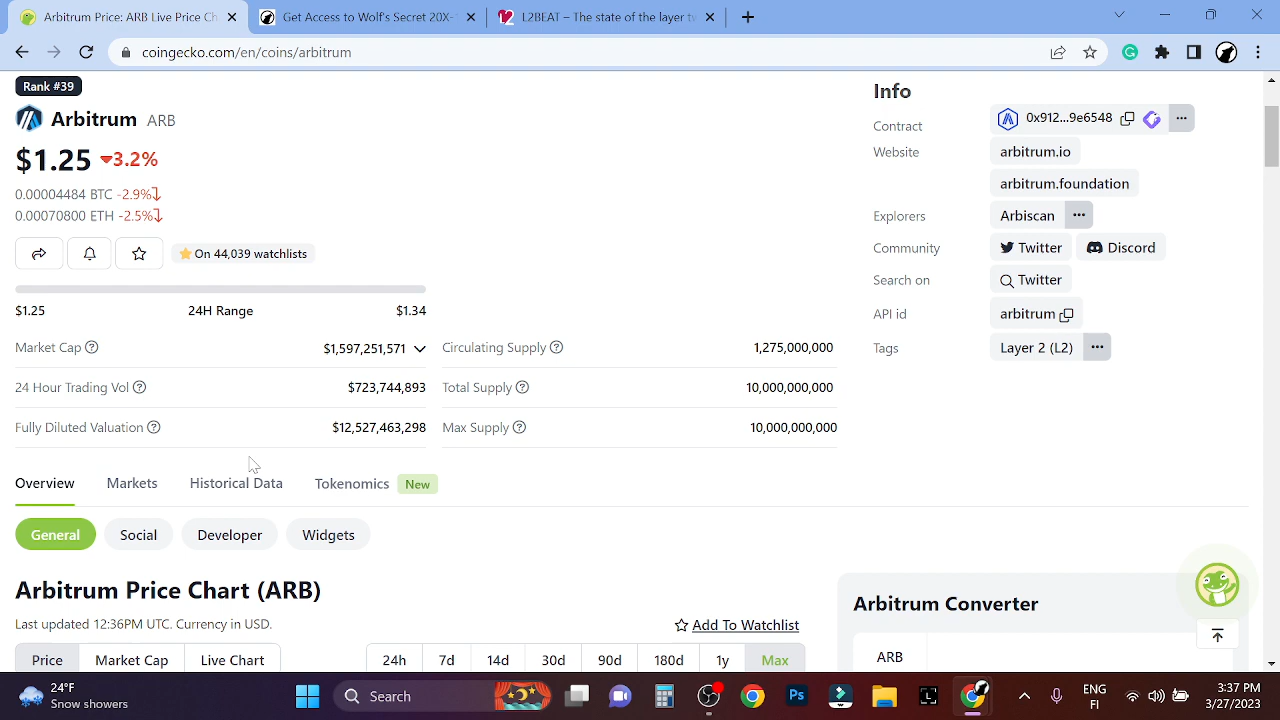 Arbitrum Price: ARB Live Price Ch
Get Access to Wolf's Secret 20X-
L2BEAT – The state of the layer tw
coingecko.com/en/coins/arbitrum
Rank #39
Arbitrum ARB
$1.25 3.2%
0.00004484 BTC -2.9%
0.00070800 ETH -2.5%
On 44,039 watchlists
$1.25 24H Range $1.34
Market Cap $1,597,251,571
24 Hour Trading Vol $723,744,893
Fully Diluted Valuation $12,527,463,298
Circulating Supply 1,275,000,000
Total Supply 10,000,000,000
Max Supply 10,000,000,000
Info
Contract 0x912...9e6548
Website arbitrum.io
arbitrum.foundation
Explorers Arbiscan
Community Twitter Discord
Search on Twitter
API id arbitrum
Tags Layer 2 (L2)
Overview Markets Historical Data Tokenomics New
General Social Developer Widgets
Arbitrum Price Chart (ARB)
Last updated 12:36PM UTC. Currency in USD.
Add To Watchlist
Price Market Cap Live Chart 24h 7d 14d 30d 90d 180d 1y Max
Arbitrum Converter
ARB
24°F
Snow showers
Search
Ps
ENG
FI
3:37 PM
3/27/2023